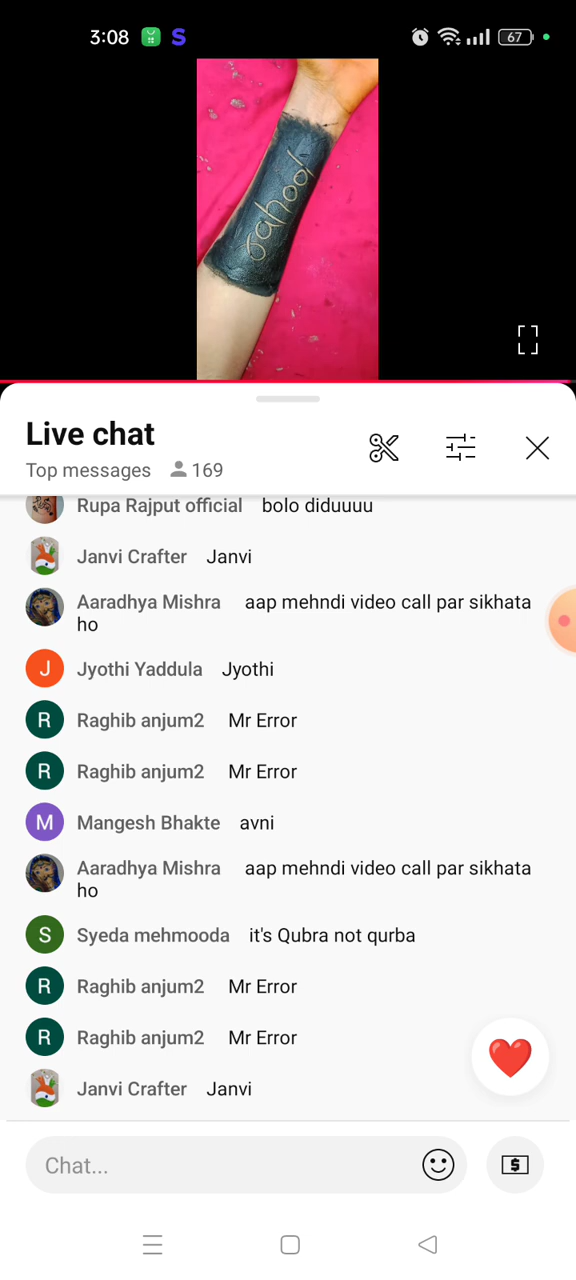 3:08
S
67
sahool
Live chat
Top messages 169
Rupa Rajput official bolo diduuuu
Janvi Crafter Janvi
Aaradhya Mishra aap mehndi video call par sikhata
ho
J Jyothi Yaddula Jyothi
R Raghib anjum2 Mr Error
R Raghib anjum2 Mr Error
M Mangesh Bhakte avni
Aaradhya Mishra aap mehndi video call par sikhata
ho
S Syeda mehmooda it's Qubra not qurba
R Raghib anjum2 Mr Error
R Raghib anjum2 Mr Error
Janvi Crafter Janvi
Chat...
$